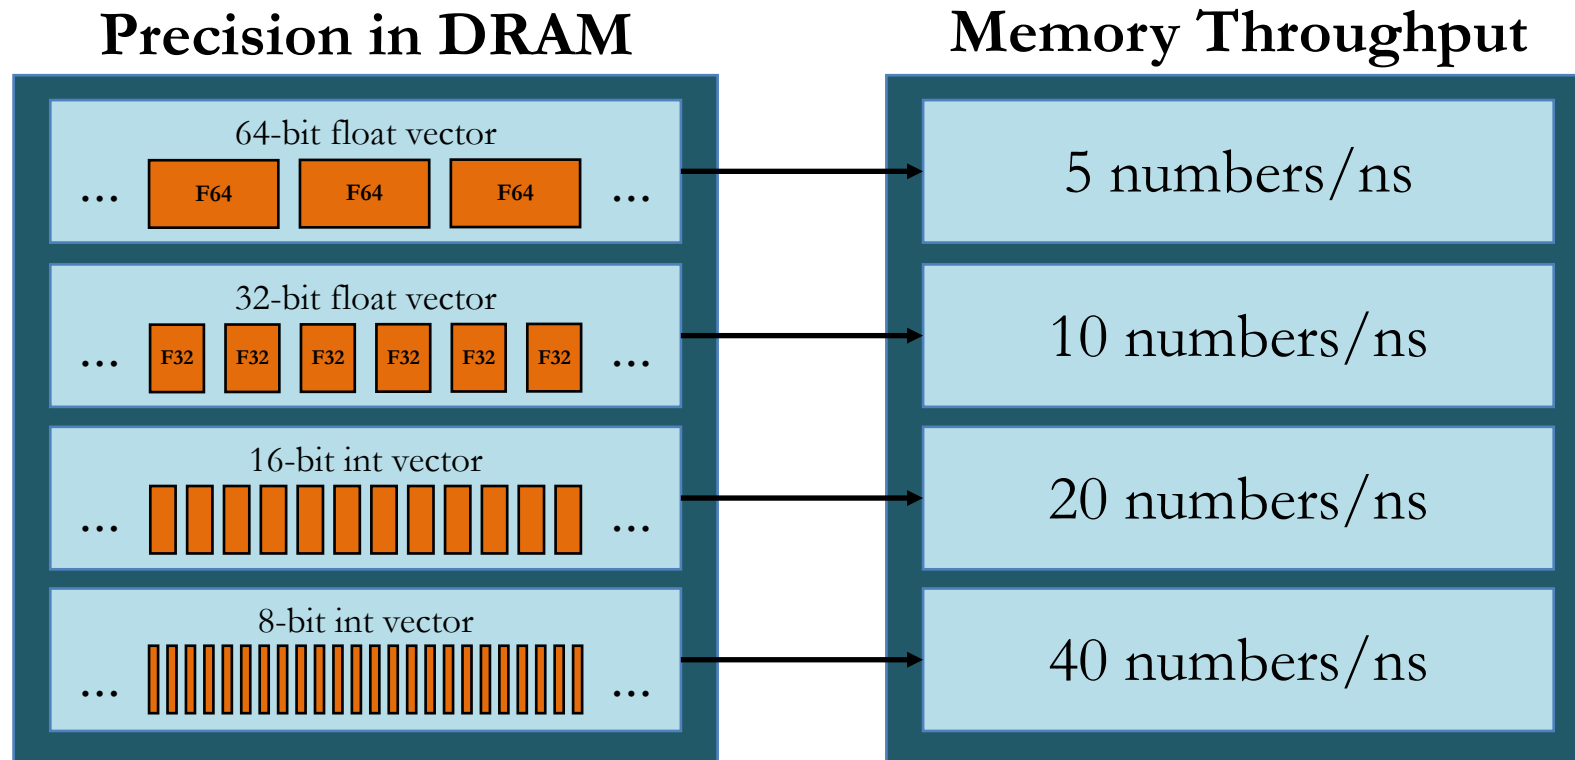 Precision in DRAM
Memory Throughput
64-bit float vector
... F64 F64 F64 ...
5 numbers/ns
32-bit float vector
... F32 F32 F32 F32 F32 F32 ...
10 numbers/ns
16-bit int vector
... ...
20 numbers/ns
8-bit int vector
... ...
40 numbers/ns